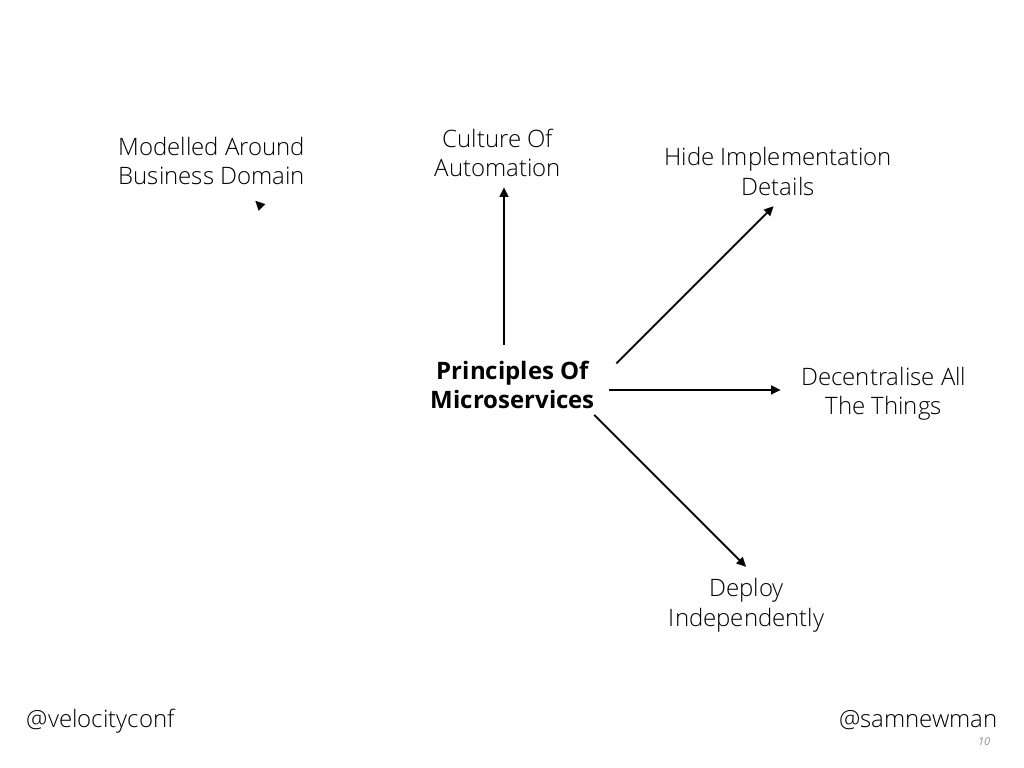 Modelled Around
Business Domain
Culture Of
Automation
Hide Implementation
Details
Principles Of
Microservices
Decentralise All
The Things
Deploy
Independently
@velocityconf
@samnewman
10